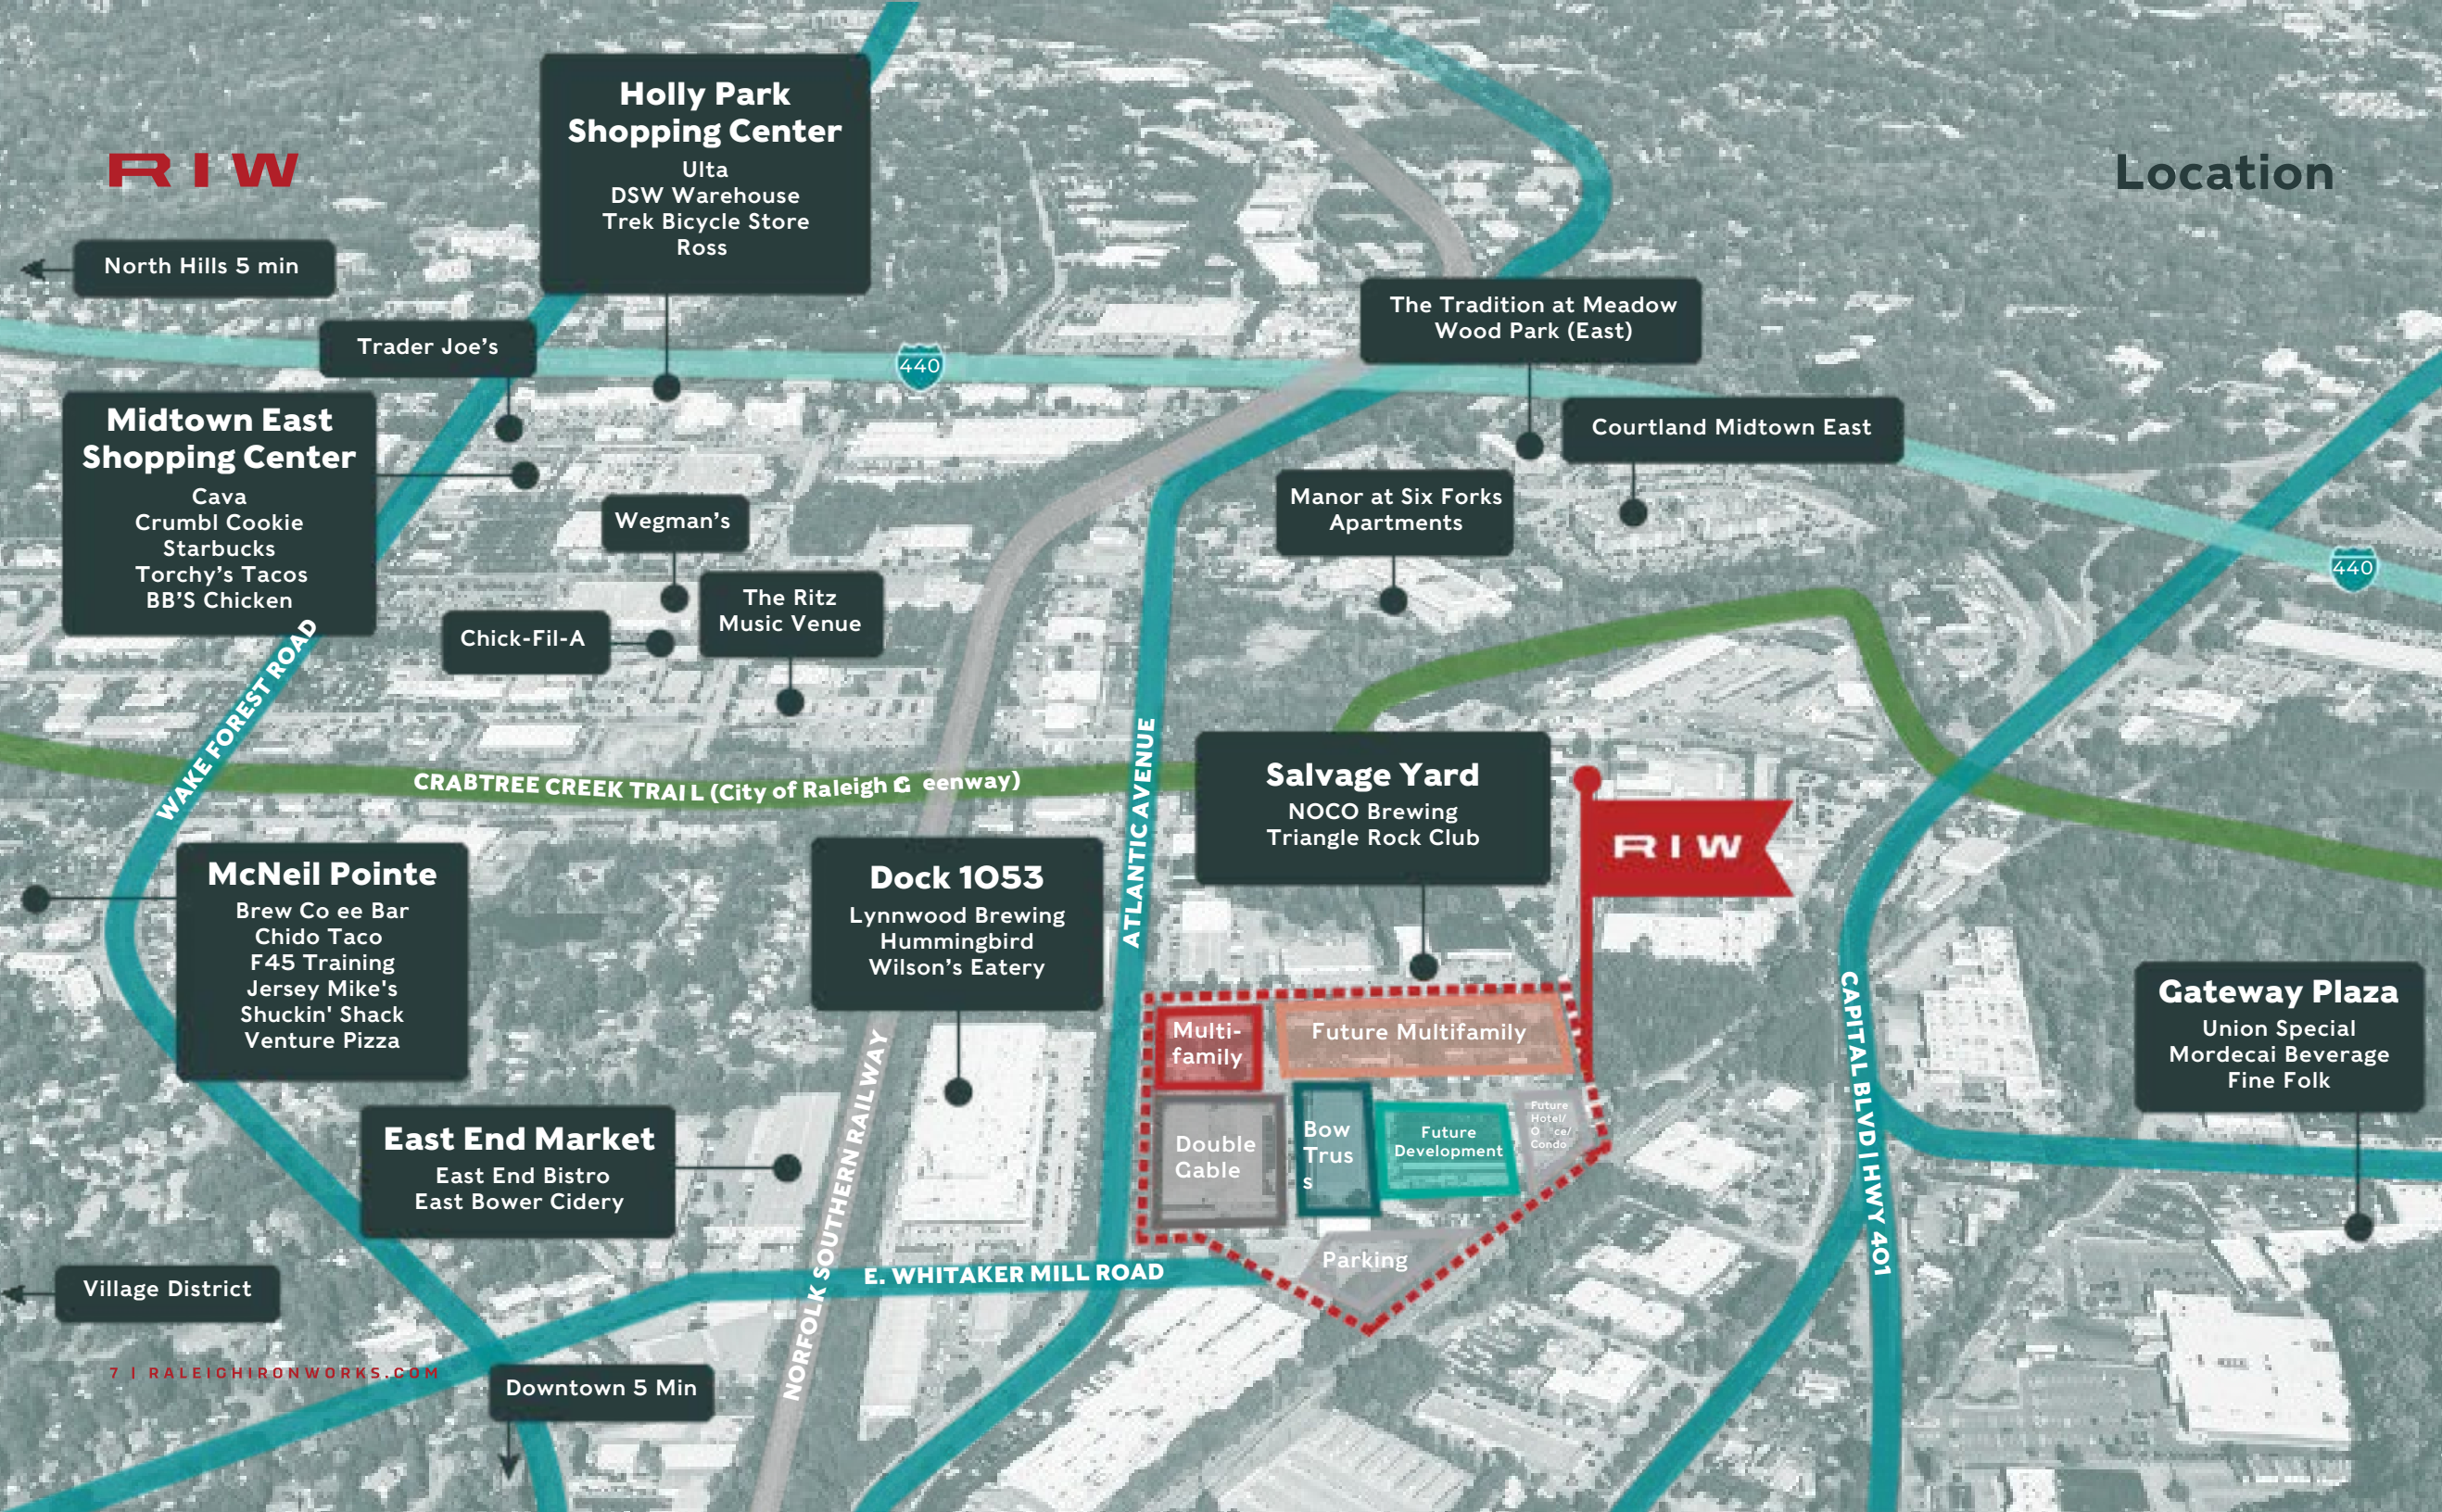 RIW
Location
Holly Park
Shopping Center
Ulta
DSW Warehouse
Trek Bicycle Store
Ross
North Hills 5 min
Trader Joe's
440
The Tradition at Meadow
Wood Park (East)
Midtown East
Shopping Center
Cava
Crumbl Cookie
Starbucks
Torchy's Tacos
BB'S Chicken
Courtland Midtown East
Manor at Six Forks
Apartments
Wegman's
440
The Ritz
Music Venue
Chick-Fil-A
WAKE FOREST ROAD
CRABTREE CREEK TRAIL (City of Raleigh G eenway)
ATLANTIC AVENUE
Salvage Yard
NOCO Brewing
Triangle Rock Club
RIW
McNeil Pointe
Brew Co ee Bar
Chido Taco
F45 Training
Jersey Mike's
Shuckin' Shack
Venture Pizza
Dock 1053
Lynnwood Brewing
Hummingbird
Wilson's Eatery
CAPITAL BLVD | HWY 401
Gateway Plaza
Union Special
Mordecai Beverage
Fine Folk
Multi-
family
Future Multifamily
NORFOLK SOUTHERN RAILWAY
East End Market
East End Bistro
East Bower Cidery
Double
Gable
Bow
Trus
s
Future
Development
Future
Hotel/
O ce/
Condo
Parking
E. WHITAKER MILL ROAD
Village District
7 | RALEIGHIRONWORKS.COM
Downtown 5 Min